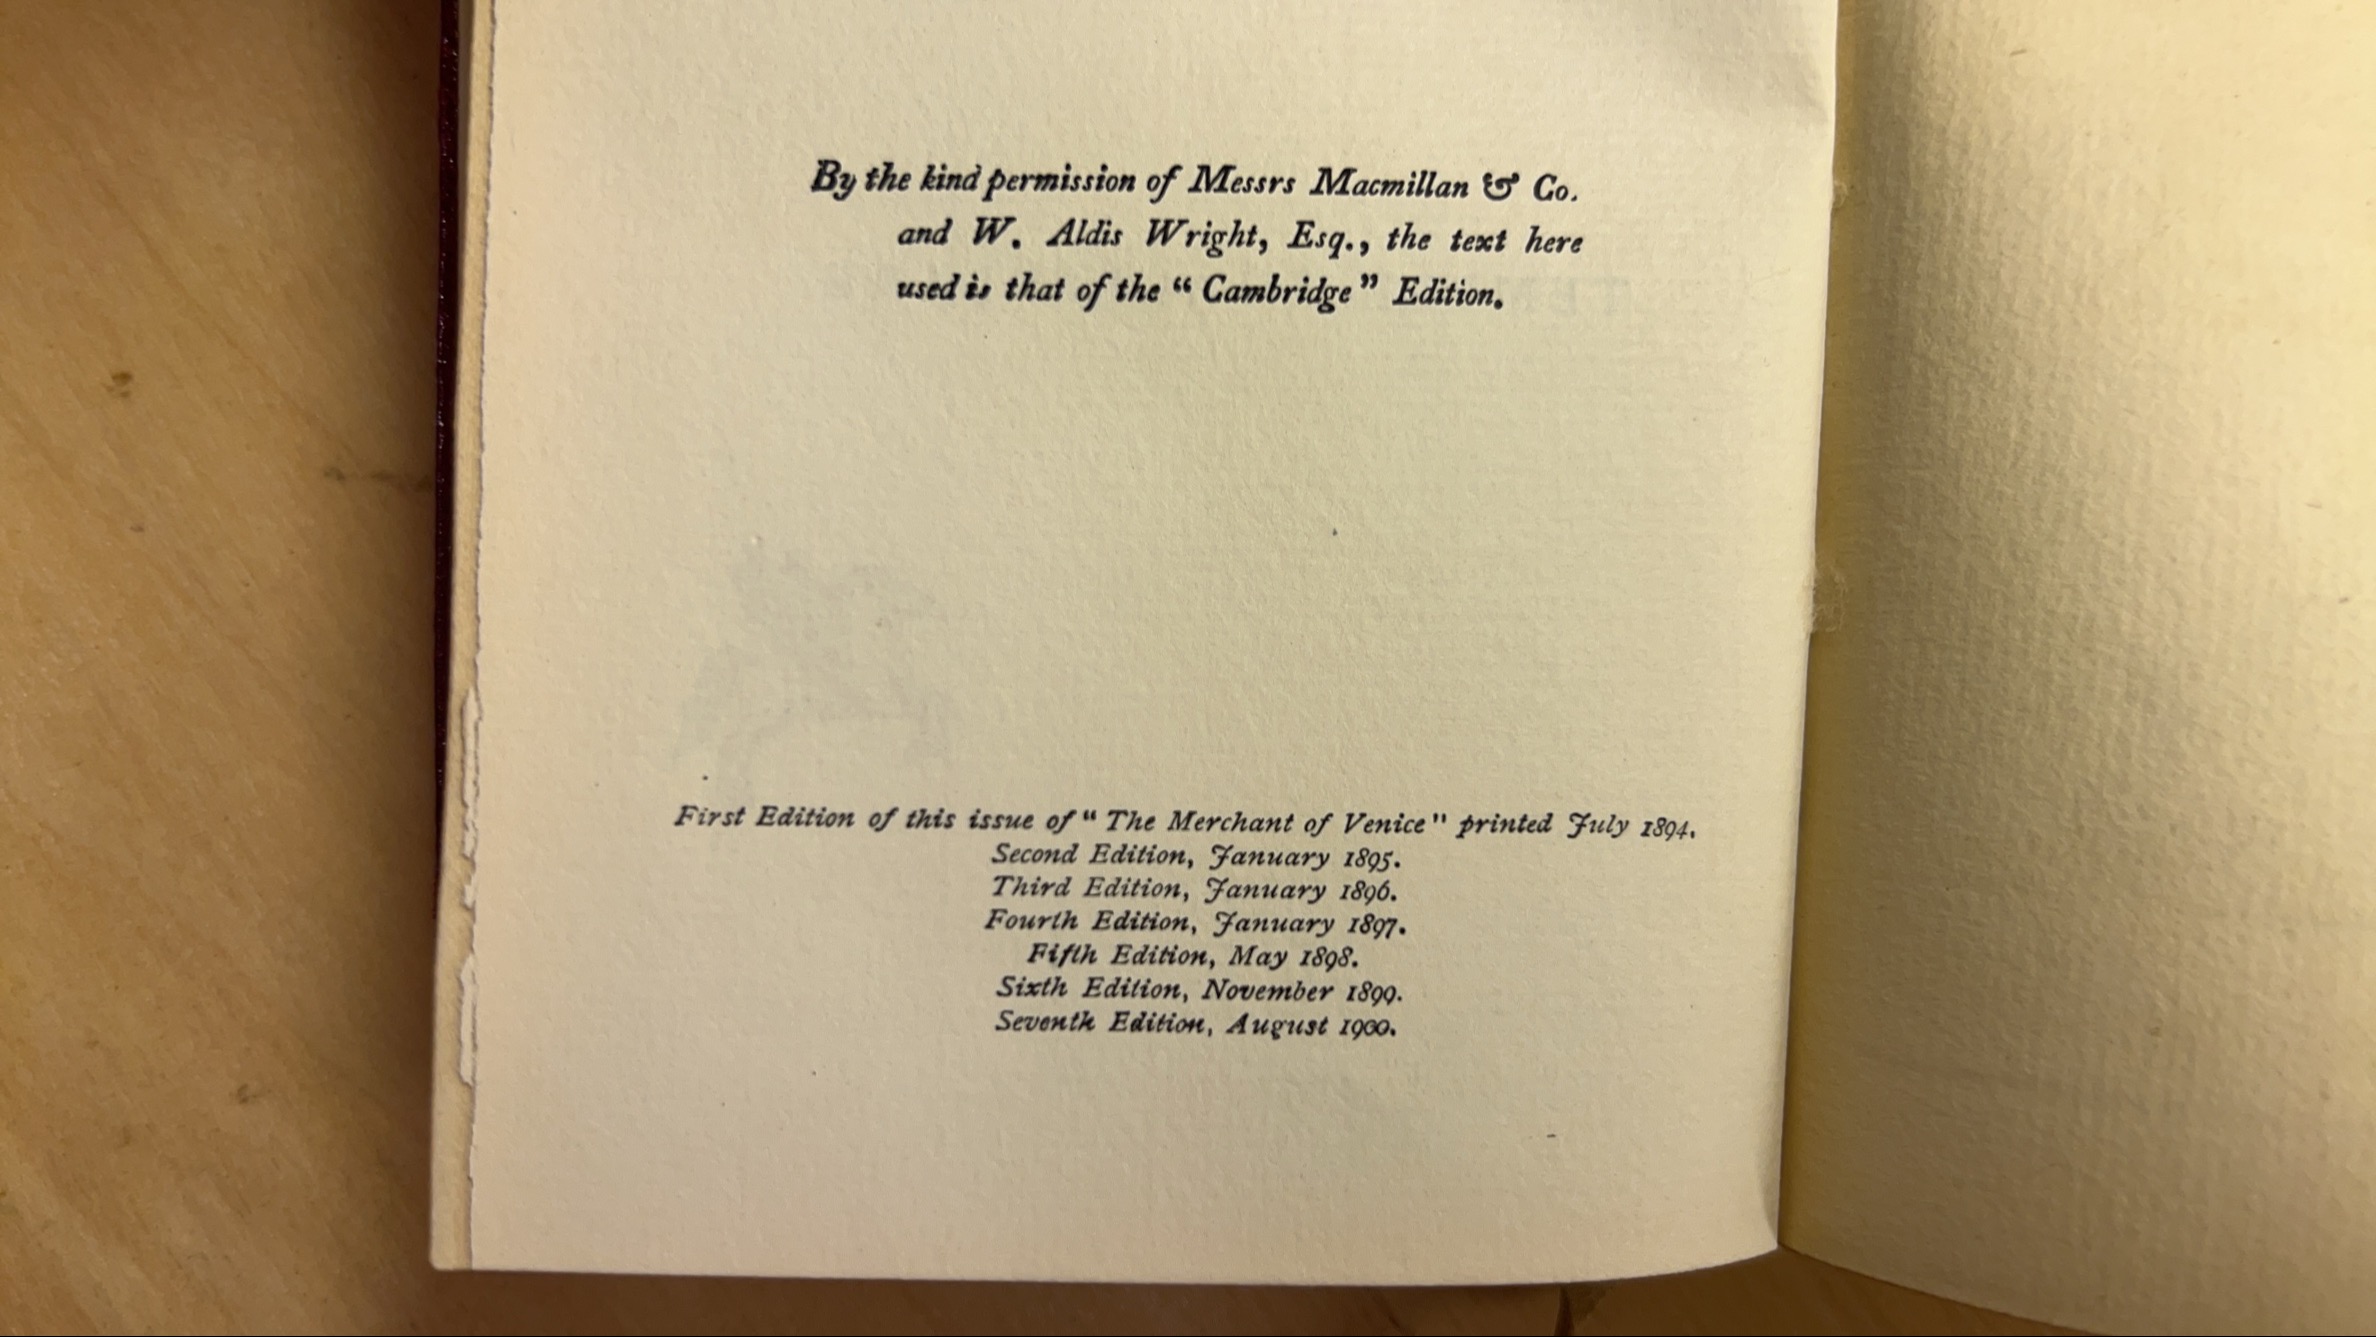 By the kind permission of Messrs Macmillan & Co.
and W. Aldis Wright, Esq., the text here
used is that of the “ Cambridge ” Edition.
First Edition of this issue of “ The Merchant of Venice ” printed July 1894.
Second Edition, January 1895.
Third Edition, January 1896.
Fourth Edition, January 1897.
Fifth Edition, May 1898.
Sixth Edition, November 1899.
Seventh Edition, August 1900.